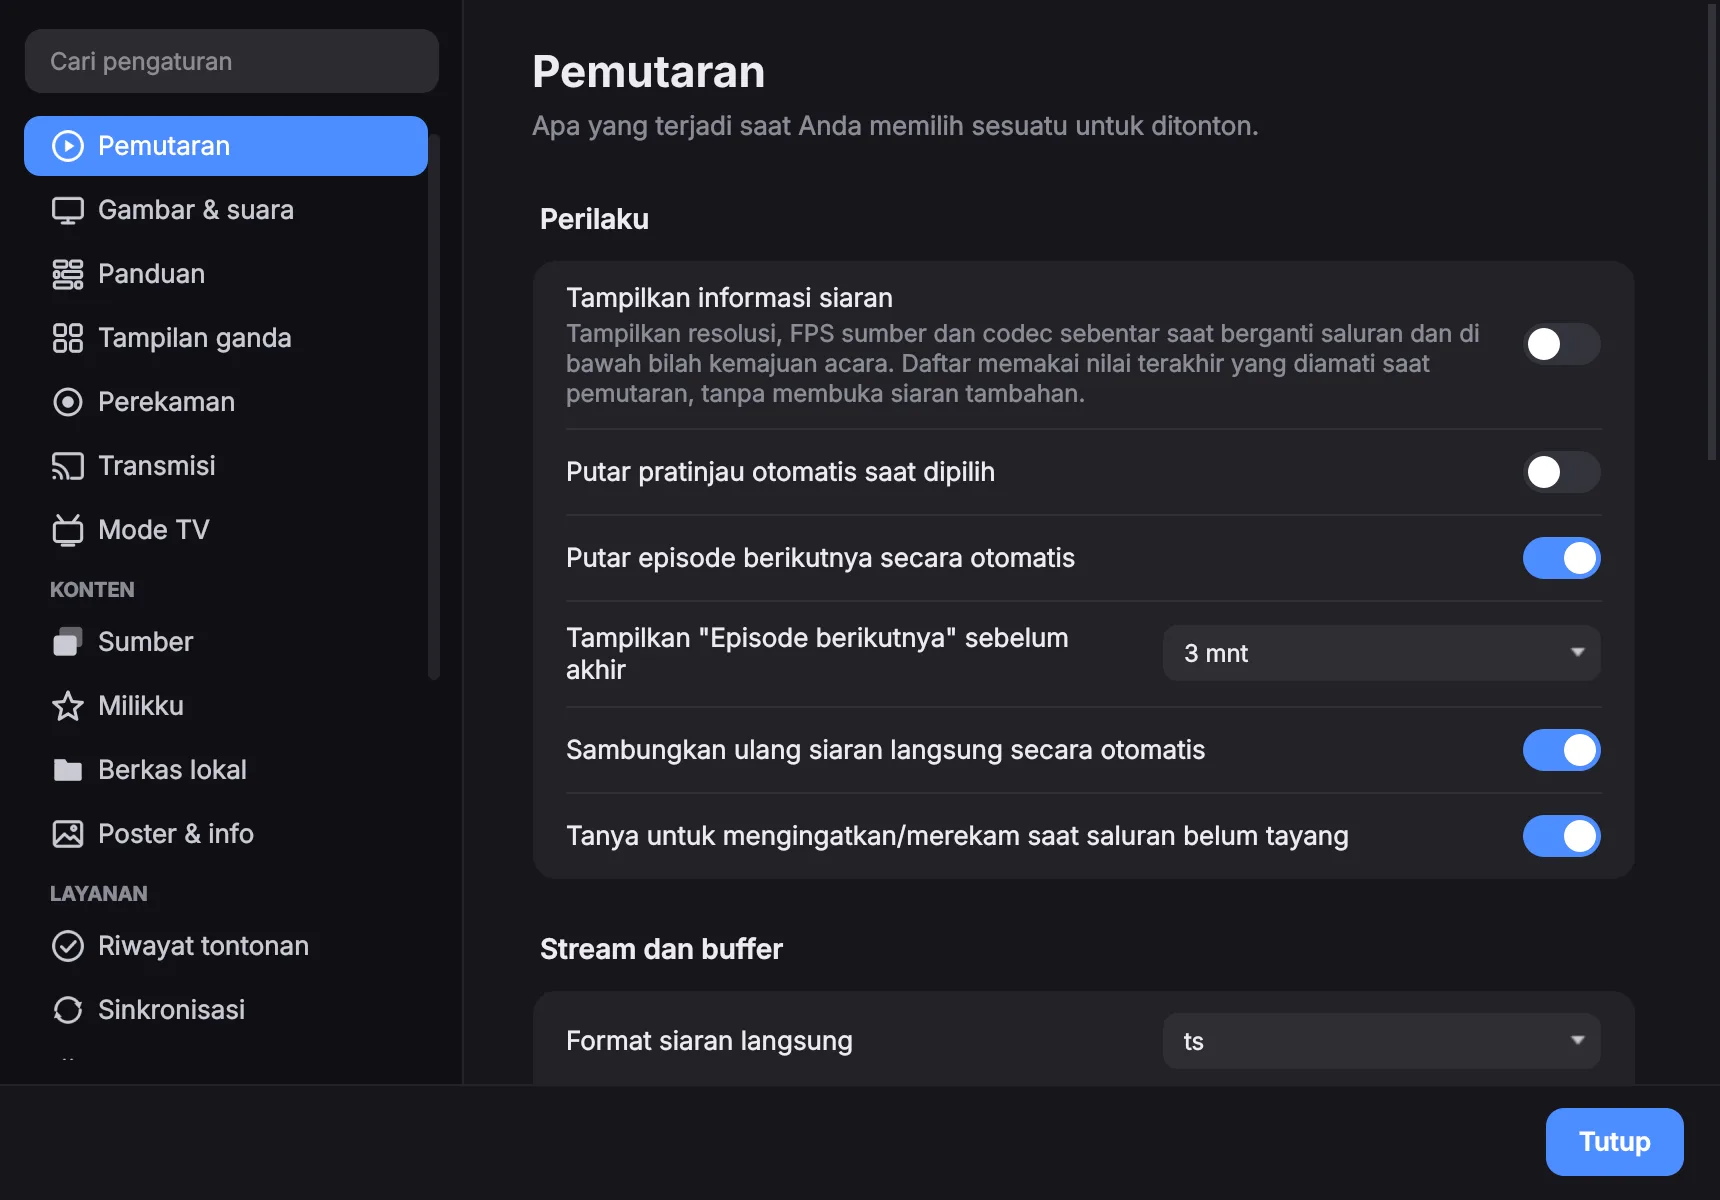 Cari pengaturan
Pemutaran
Gambar & suara
Panduan
Tampilan ganda
Perekaman
Transmisi
Mode TV
KONTEN
Sumber
Milikku
Berkas lokal
Poster & info
LAYANAN
Riwayat tontonan
Sinkronisasi
Pemutaran
Apa yang terjadi saat Anda memilih sesuatu untuk ditonton.
Perilaku
Tampilkan informasi siaran
Tampilkan resolusi, FPS sumber dan codec sebentar saat berganti saluran dan di
bawah bilah kemajuan acara. Daftar memakai nilai terakhir yang diamati saat
pemutaran, tanpa membuka siaran tambahan.
Putar pratinjau otomatis saat dipilih
Putar episode berikutnya secara otomatis
Tampilkan "Episode berikutnya" sebelum
akhir
3 mnt
Sambungkan ulang siaran langsung secara otomatis
Tanya untuk mengingatkan/merekam saat saluran belum tayang
Stream dan buffer
Format siaran langsung
ts
Tutup